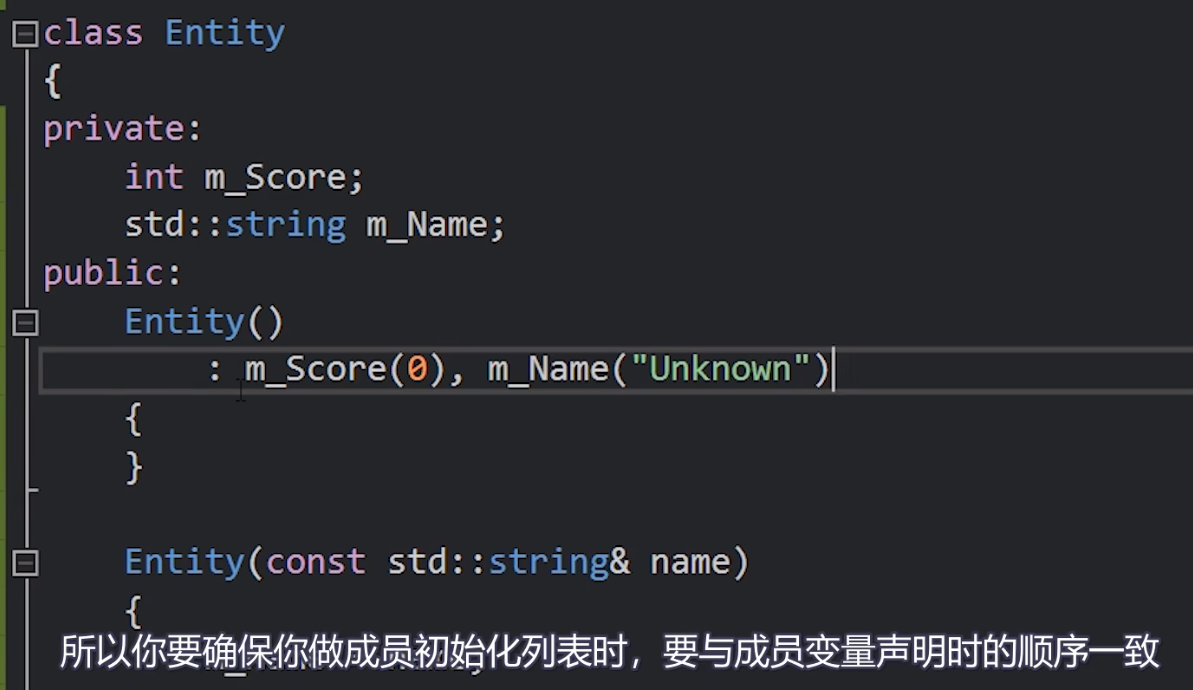 class Entity
{
private:
    int m_Score;
    std::string m_Name;
public:
    Entity()
        : m_Score(0), m_Name("Unknown")
    {
    }
    Entity(const std::string& name)
    {
所以你要确保你做成员初始化列表时，要与成员变量声明时的顺序一致